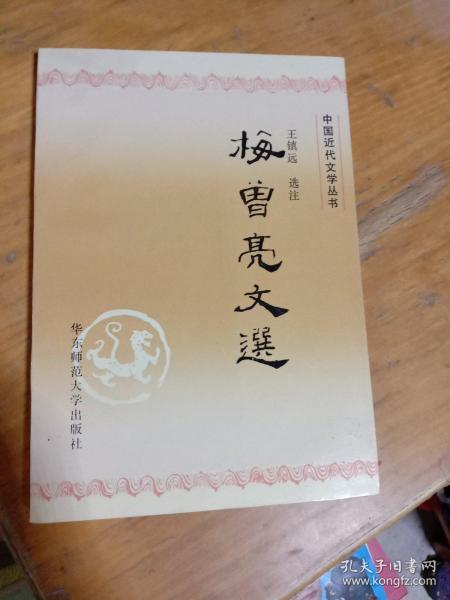 中国近代文学丛书
王镇远 选注
梅曾亮文選
华东师范大学出版社
孔夫子旧书网
www.kongfz.com